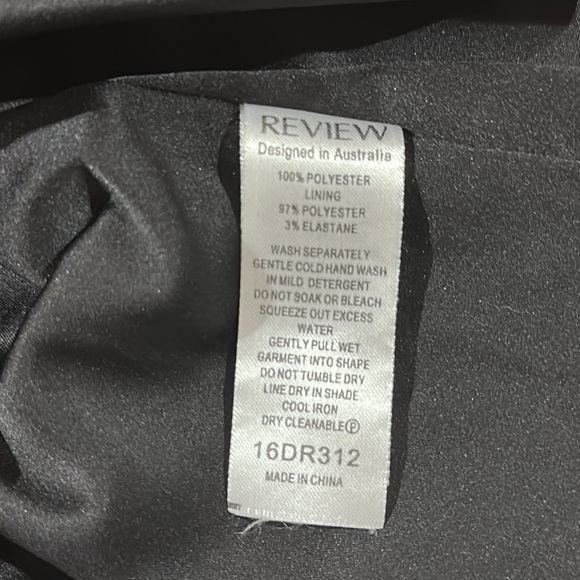 REVIEW
Designed in Australia
100% POLYESTER
LINING
97% POLYESTER
3% ELASTANE
WASH SEPARATELY
GENTLE COLD HAND WASH
IN MILD DETERGENT
DO NOT SOAK OR BLEACH
SQUEEZE OUT EXCESS
WATER
GENTLY PULL WET
GARMENT INTO SHAPE
DO NOT TUMBLE DRY
LINE DRY IN SHADE
COOL IRON
DRY CLEANABLE Ⓟ
16DR312
MADE IN CHINA